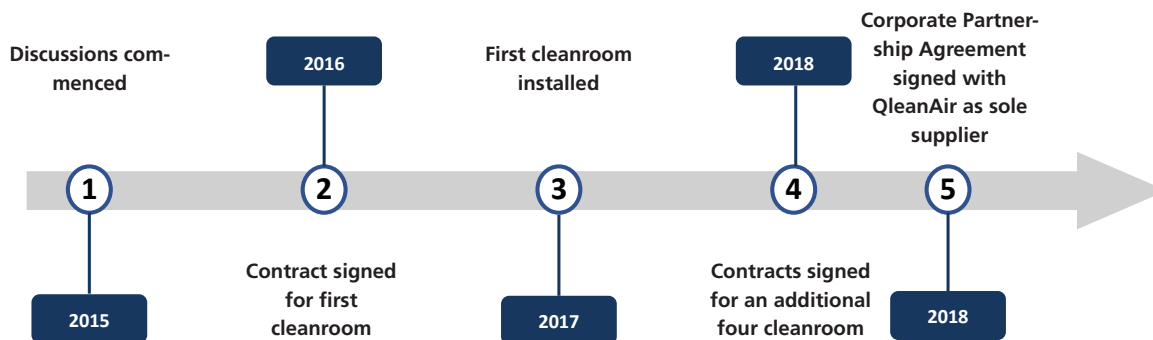 Discussions com-
menced
1
2015
2016
2
Contract signed
for first
cleanroom
First cleanroom
installed
3
2017
2018
4
Contracts signed
for an additional
four cleanroom
Corporate Partner-
ship Agreement
signed with
QleanAir as sole
supplier
5
2018